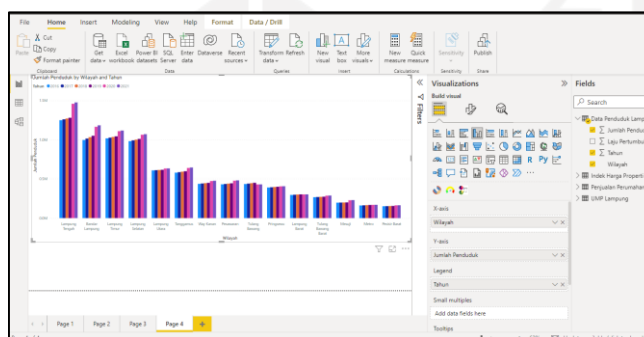 File Home Insert Modeling View Help Format Data / Drill
Paste
Cut
Copy
Format painter
Get data
Excel workbook
Power BI datasets
SQL Server
Enter data
Dataverse
Recent sources
Transform data
Refresh
New visual
Text box
More visuals
New measure
Quick measure
Sensitivity
Publish
Clipboard Data Queries Insert Calculations Sensitivity Share
Jumlah Penduduk by Wilayah and Tahun
Tahun
Jumlah Penduduk
Lampung Tengah
Bandar Lampung
Lampung Timur
Lampung Selatan
Lampung Utara
Tanggamus
Way Kanan
Pesawaran
Tulang Bawang
Pringsewu
Lampung Barat
Tulang Bawang Barat
Mesuji
Metro
Pesisir Barat
Wilayah
Filters
Visualizations
Build visual
X-axis
Wilayah
Y-axis
Jumlah Penduduk
Legend
Tahun
Small multiples
Add data fields here
Tooltips
Fields
Search
Data Penduduk Lamp
Jumlah Pendu
Laju Pertumbu
Tahun
Wilayah
Indek Harga Properti
Penjualan Perumahan
UMP Lampung
Page 1 Page 2 Page 3 Page 4